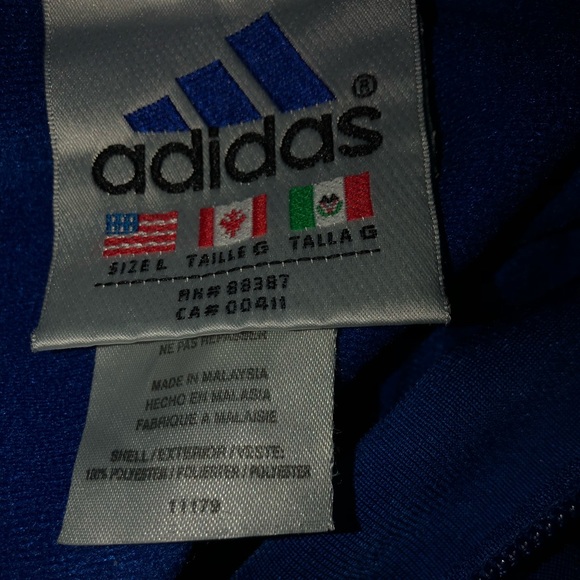 adidas®
SIZE L TAILLE G TALLA G
RN# 88387
CA# 00411
NE PAS REPASSER
MADE IN MALAYSIA
HECHO EN MALASIA
FABRIQUE A MALAISIE
SHELL/EXTERIOR/VESTE:
100% POLYESTER/POLIESTER/POLYESTER
11179